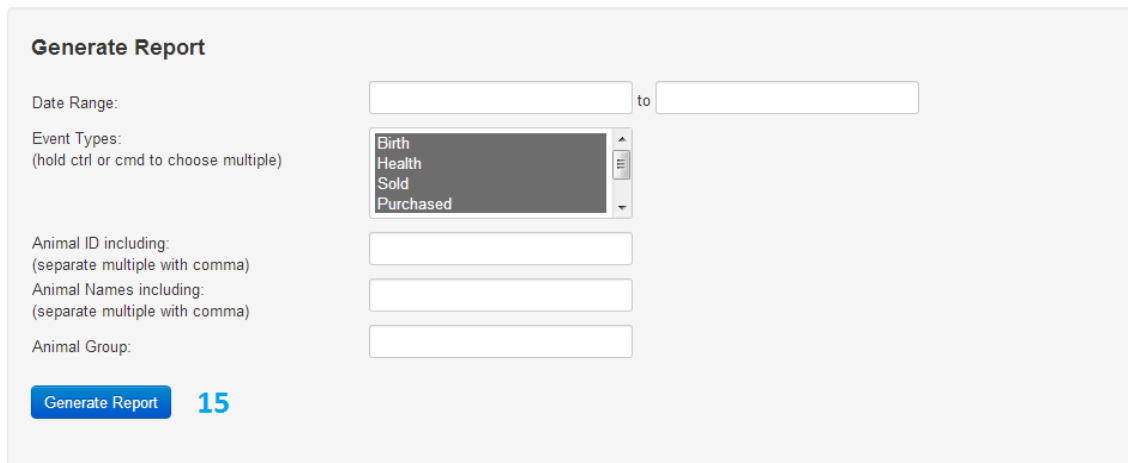 Generate Report
Date Range:
to
Event Types:
(hold ctrl or cmd to choose multiple)
Birth
Health
Sold
Purchased
Animal ID including:
(separate multiple with comma)
Animal Names including:
(separate multiple with comma)
Animal Group:
Generate Report
15